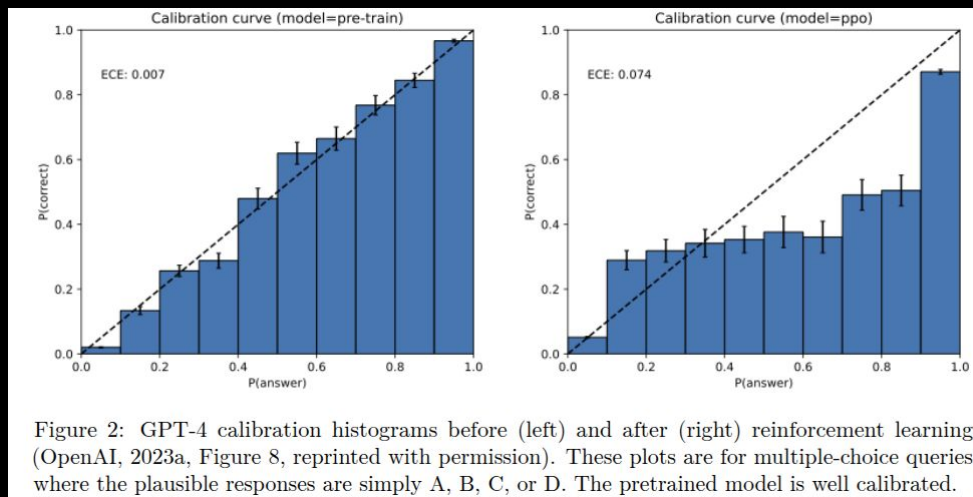 Calibration curve (model=pre-train)
1.0
0.8
0.6
0.4
0.2
0.0
P(correct)
ECE: 0.007
0.0 0.2 0.4 0.6 0.8 1.0
P(answer)
Calibration curve (model=ppo)
1.0
0.8
0.6
0.4
0.2
0.0
P(correct)
ECE: 0.074
0.0 0.2 0.4 0.6 0.8 1.0
P(answer)
Figure 2: GPT-4 calibration histograms before (left) and after (right) reinforcement learning
(OpenAI, 2023a, Figure 8, reprinted with permission). These plots are for multiple-choice queries
where the plausible responses are simply A, B, C, or D. The pretrained model is well calibrated.